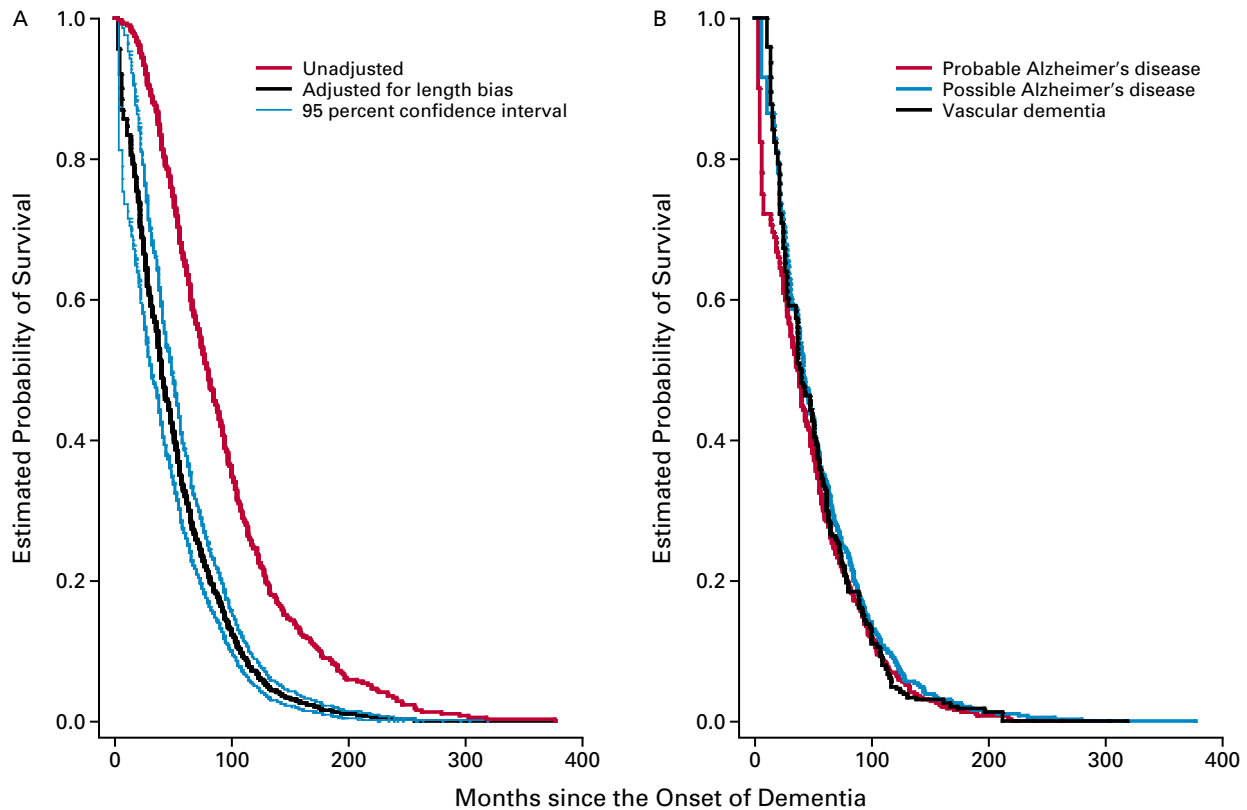 A
Unadjusted
Adjusted for length bias
95 percent confidence interval
Estimated Probability of Survival
1.0
0.8
0.6
0.4
0.2
0.0
0 100 200 300 400
B
Probable Alzheimer's disease
Possible Alzheimer's disease
Vascular dementia
Estimated Probability of Survival
1.0
0.8
0.6
0.4
0.2
0.0
0 100 200 300 400
Months since the Onset of Dementia